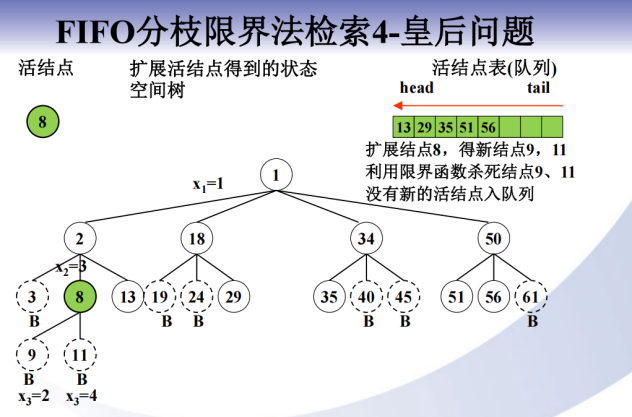 FIFO分枝限界法检索4-皇后问题
活结点
扩展活结点得到的状态
空间树
活结点表(队列)
head tail
8
13 29 35 51 56
扩展结点8，得新结点9，11
利用限界函数杀死结点9、11
没有新的活结点入队列
1
x₁=1
2 18 34 50
x₂=3
3 8 13 19 24 29 35 40 45 51 56 61
B B B B B B
9 11
B B
x₃=2 x₃=4